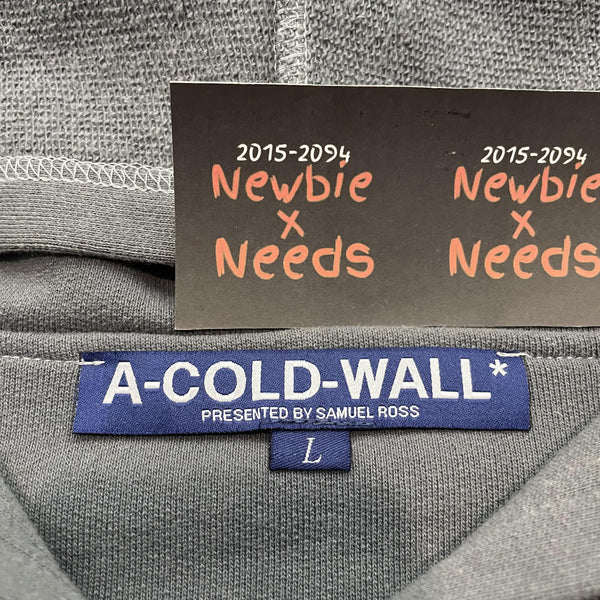 2015-2094
Newbie
x
Needs
2015-2094
Newbie
x
Needs
A-COLD-WALL*
PRESENTED BY SAMUEL ROSS
L